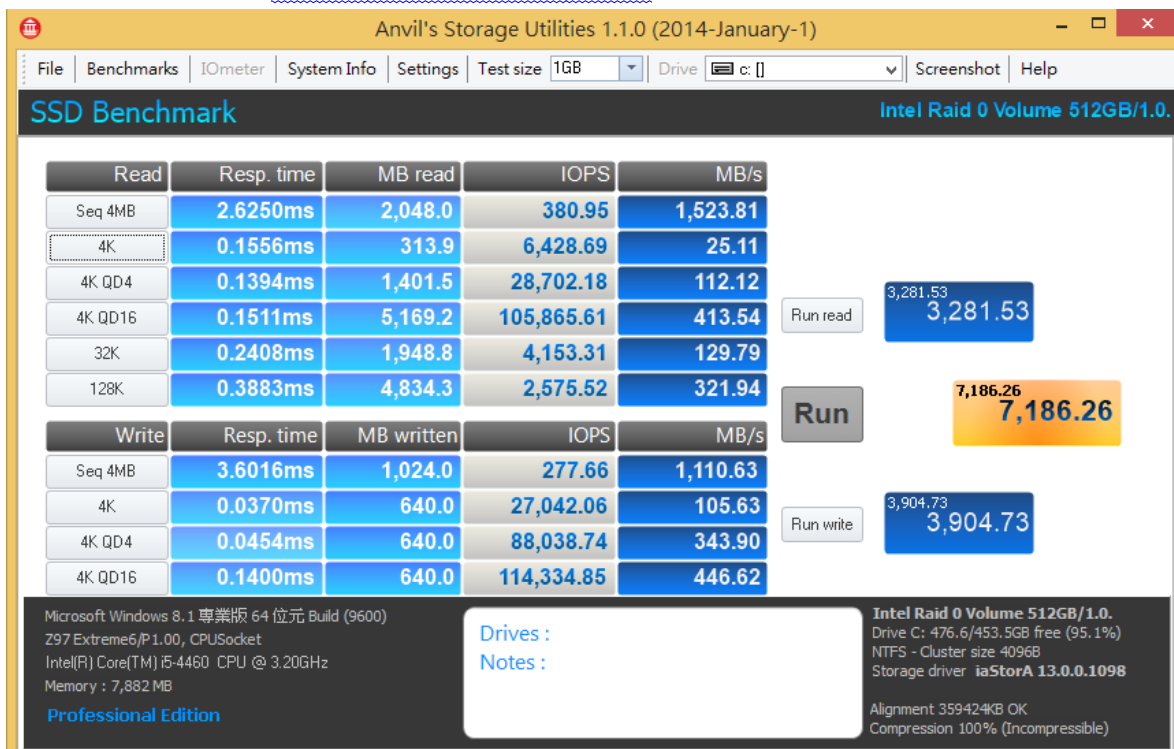 Anvil's Storage Utilities 1.1.0 (2014-January-1)
File Benchmarks IOmeter System Info Settings Test size 1GB Drive c: [] Screenshot Help
SSD Benchmark Intel Raid 0 Volume 512GB/1.0.
Read Resp. time MB read IOPS MB/s
Seq 4MB 2.6250ms 2,048.0 380.95 1,523.81
4K 0.1556ms 313.9 6,428.69 25.11
4K QD4 0.1394ms 1,401.5 28,702.18 112.12
4K QD16 0.1511ms 5,169.2 105,865.61 413.54
32K 0.2408ms 1,948.8 4,153.31 129.79
128K 0.3883ms 4,834.3 2,575.52 321.94
Run read 3,281.53
3,281.53
Run 7,186.26
7,186.26
Write Resp. time MB written IOPS MB/s
Seq 4MB 3.6016ms 1,024.0 277.66 1,110.63
4K 0.0370ms 640.0 27,042.06 105.63
4K QD4 0.0454ms 640.0 88,038.74 343.90
4K QD16 0.1400ms 640.0 114,334.85 446.62
Run write 3,904.73
3,904.73
Microsoft Windows 8.1 專業版 64 位元 Build (9600)
Z97 Extreme6/P1.00, CPUSocket
Intel(R) Core(TM) i5-4460 CPU @ 3.20GHz
Memory : 7,882 MB
Professional Edition
Drives :
Notes :
Intel Raid 0 Volume 512GB/1.0.
Drive C: 476.6/453.5GB free (95.1%)
NTFS - Cluster size 4096B
Storage driver iaStorA 13.0.0.1098
Alignment 359424KB OK
Compression 100% (Incompressible)